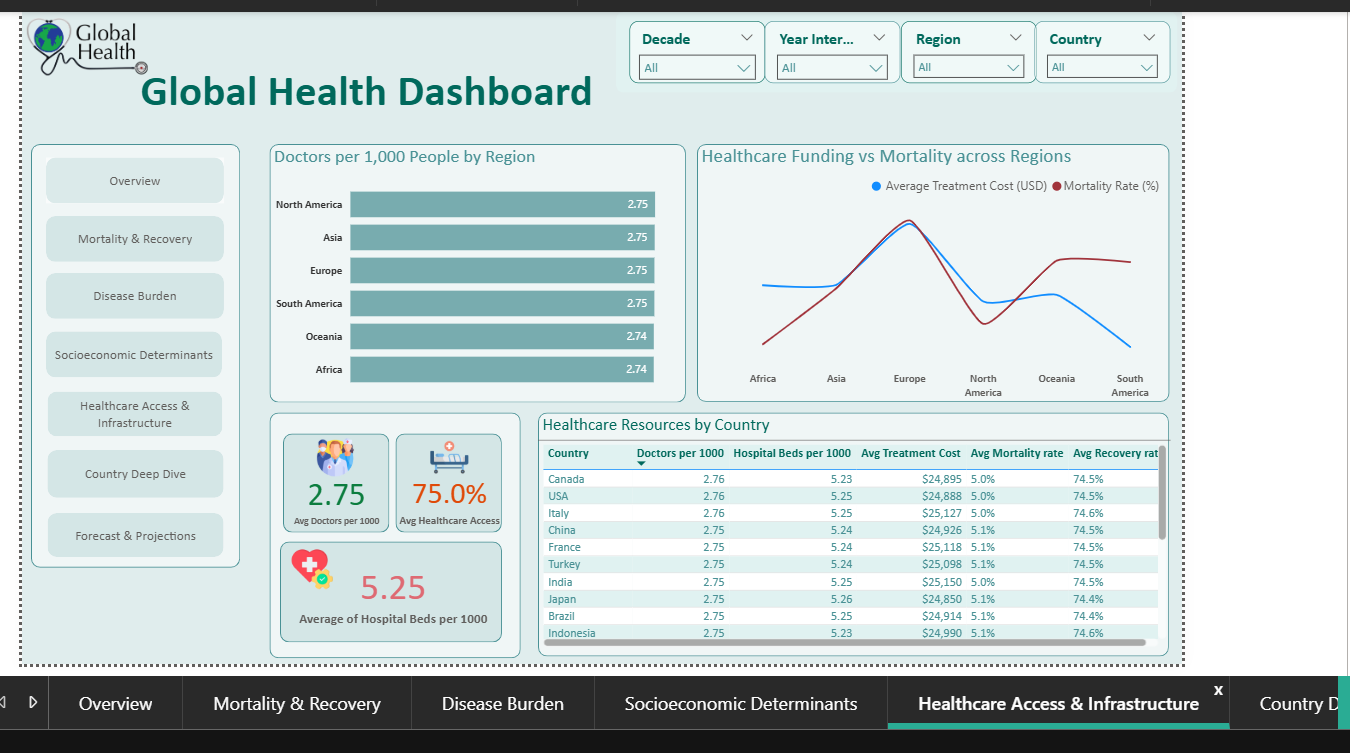 Global
Health
Global Health Dashboard
Decade
All
Year Inter...
All
Region
All
Country
All
Overview
Mortality & Recovery
Disease Burden
Socioeconomic Determinants
Healthcare Access &
Infrastructure
Country Deep Dive
Forecast & Projections
Doctors per 1,000 People by Region
North America 2.75
Asia 2.75
Europe 2.75
South America 2.75
Oceania 2.74
Africa 2.74
Healthcare Funding vs Mortality across Regions
Average Treatment Cost (USD) Mortality Rate (%)
Africa Asia Europe North Oceania South
America America
2.75
Avg Doctors per 1000
75.0%
Avg Healthcare Access
5.25
Average of Hospital Beds per 1000
Healthcare Resources by Country
Country Doctors per 1000 Hospital Beds per 1000 Avg Treatment Cost Avg Mortality rate Avg Recovery rat
Canada 2.76 5.23 $24,895 5.0% 74.5%
USA 2.76 5.25 $24,888 5.0% 74.5%
Italy 2.76 5.25 $25,127 5.0% 74.6%
China 2.75 5.24 $24,926 5.1% 74.5%
France 2.75 5.24 $25,118 5.1% 74.5%
Turkey 2.75 5.24 $25,098 5.1% 74.5%
India 2.75 5.25 $25,150 5.0% 74.5%
Japan 2.75 5.26 $24,850 5.1% 74.4%
Brazil 2.75 5.25 $24,914 5.1% 74.4%
Indonesia 2.75 5.23 $24,990 5.1% 74.6%
Overview Mortality & Recovery Disease Burden Socioeconomic Determinants Healthcare Access & Infrastructure x Country D